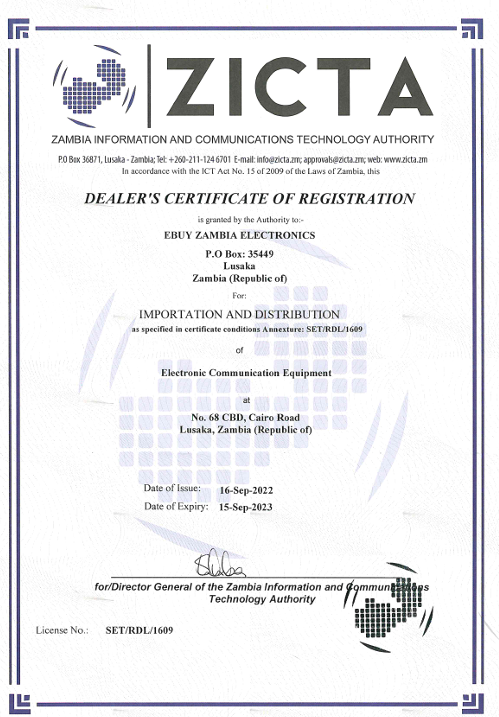 ZICTA
ZAMBIA INFORMATION AND COMMUNICATIONS TECHNOLOGY AUTHORITY
P.O Box 36871, Lusaka - Zambia; Tel: +260-211-124 6701 E-mail: info@zicta.zm; approvals@zicta.zm; web: www.zicta.zm
In accordance with the ICT Act No. 15 of 2009 of the Laws of Zambia, this
DEALER'S CERTIFICATE OF REGISTRATION
is granted by the Authority to:-
EBUY ZAMBIA ELECTRONICS
P.O Box: 35449
Lusaka
Zambia (Republic of)
For:
IMPORTATION AND DISTRIBUTION
as specified in certificate conditions Annexture: SET/RDL/1609
of
Electronic Communication Equipment
at
No. 68 CBD, Cairo Road
Lusaka, Zambia (Republic of)
Date of Issue: 16-Sep-2022
Date of Expiry: 15-Sep-2023
for/Director General of the Zambia Information and Communications
Technology Authority
License No.: SET/RDL/1609